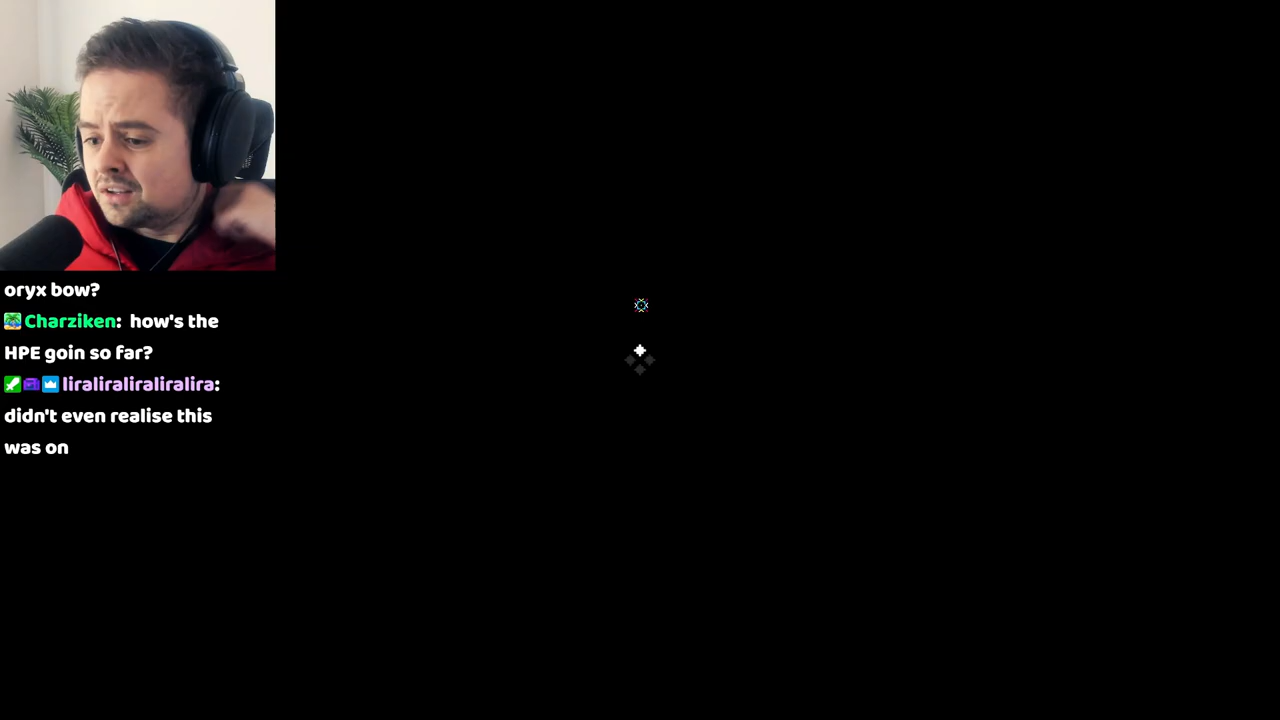 oryx bow?
Charziken: how's the
HPE goin so far?
liraliraliraliralira:
didn't even realise this
was on